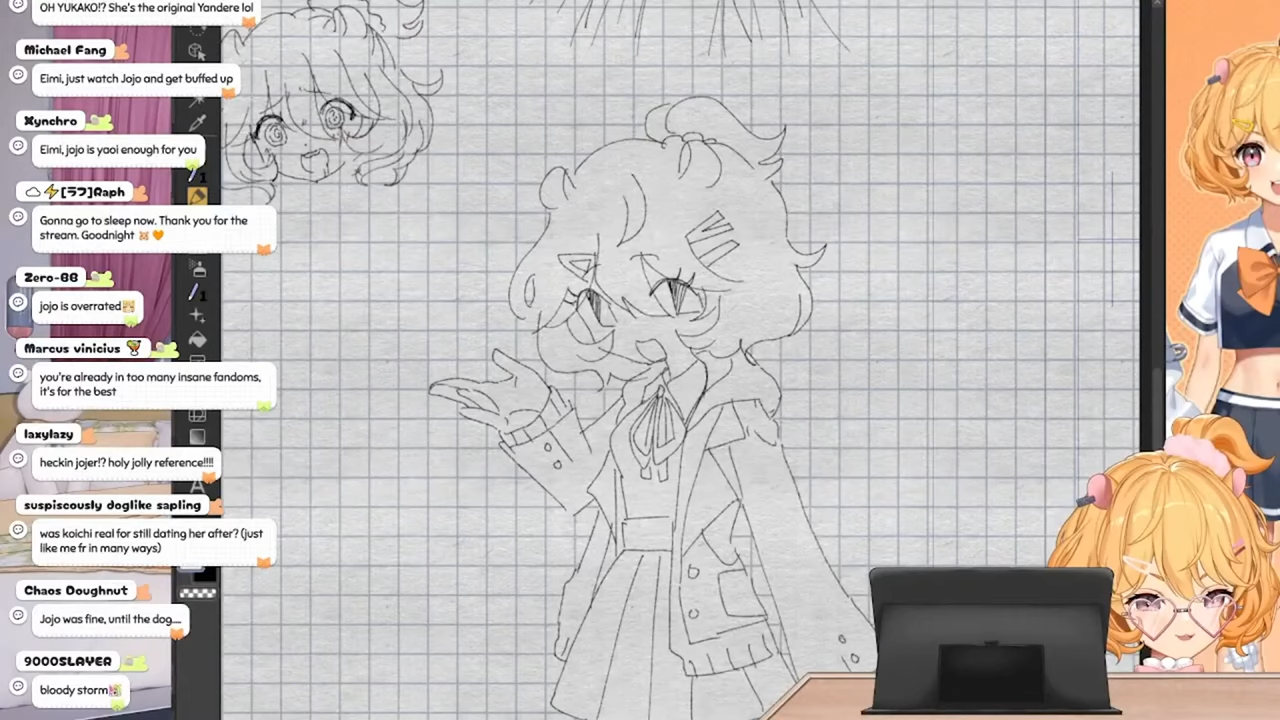 OH YUKAKO!? She's the original Yandere lol
Michael Fang
Eimi, just watch Jojo and get buffed up
Xynchro
Eimi, jojo is yaoi enough for you
[ラフ]Raph
Gonna go to sleep now. Thank you for the
stream. Goodnight
Zero-BB
jojo is overrated
Marcus vinicius
you're already in too many insane fandoms,
it's for the best
laxylazy
heckin jojer!? holy jolly reference!!!!
suspiscously doglike sapling
was koichi real for still dating her after? (just
like me fr in many ways)
Chaos Doughnut
Jojo was fine, until the dog....
9000SLAYER
bloody storm